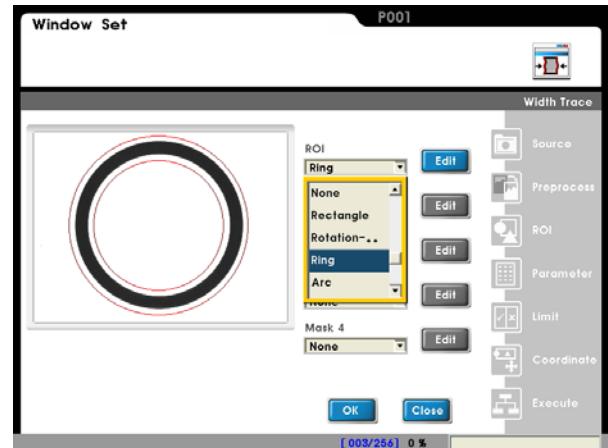 P001
Window Set
Width Trace
ROI
Ring
Edit
None
Rectangle
Rotation-..
Ring
Arc
Edit
Edit
Edit
Mask 4
None
Edit
OK
Close
Source
Preprocess
ROI
Parameter
Limit
Coordinate
Execute
[003/256] 0 %